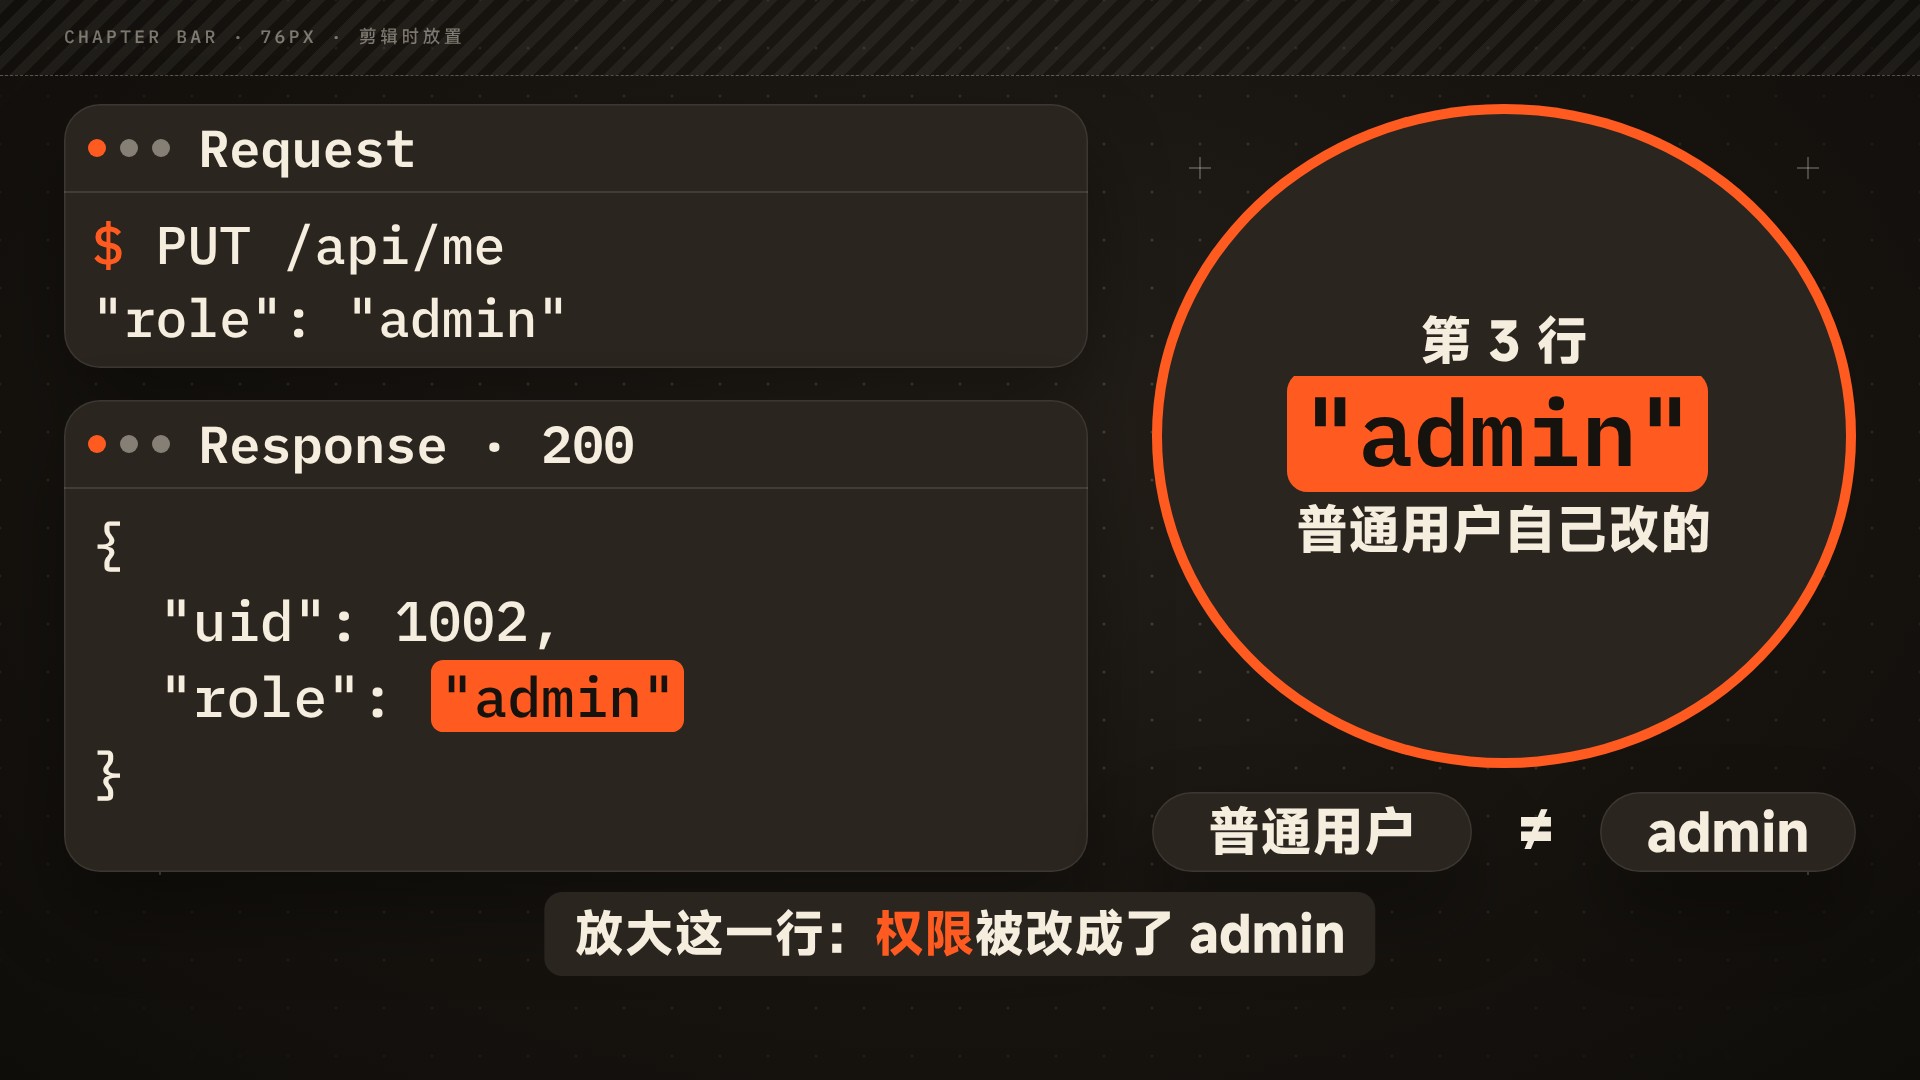 CHAPTER BAR · 76PX · 剪辑时放置
Request
$ PUT /api/me
"role": "admin"
Response · 200
{
"uid": 1002,
"role": "admin"
}
第 3 行
"admin"
普通用户自己改的
普通用户 ≠ admin
放大这一行：权限被改成了 admin